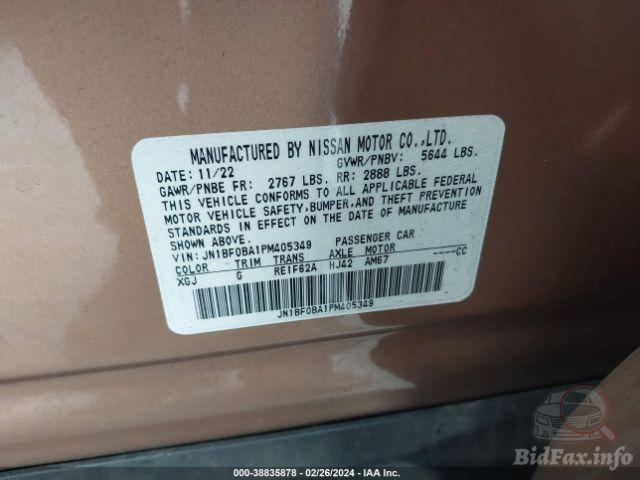 MANUFACTURED BY NISSAN MOTOR CO.,LTD.
DATE: 11/22 GVWR/PNBV: 5644 LBS.
GAWR/PNBE FR: 2767 LBS. RR: 2888 LBS.
THIS VEHICLE CONFORMS TO ALL APPLICABLE FEDERAL
MOTOR VEHICLE SAFETY, BUMPER, AND THEFT PREVENTION
STANDARDS IN EFFECT ON THE DATE OF MANUFACTURE
SHOWN ABOVE.
VIN: JN1BF0BA1PM405349 PASSENGER CAR
COLOR TRIM TRANS AXLE MOTOR
XGJ G RE1F62A HJ42 AM67 ----CC
JN1BF0BA1PM405349
BidFax.info
000-38835878 - 02/26/2024 - IAA Inc.